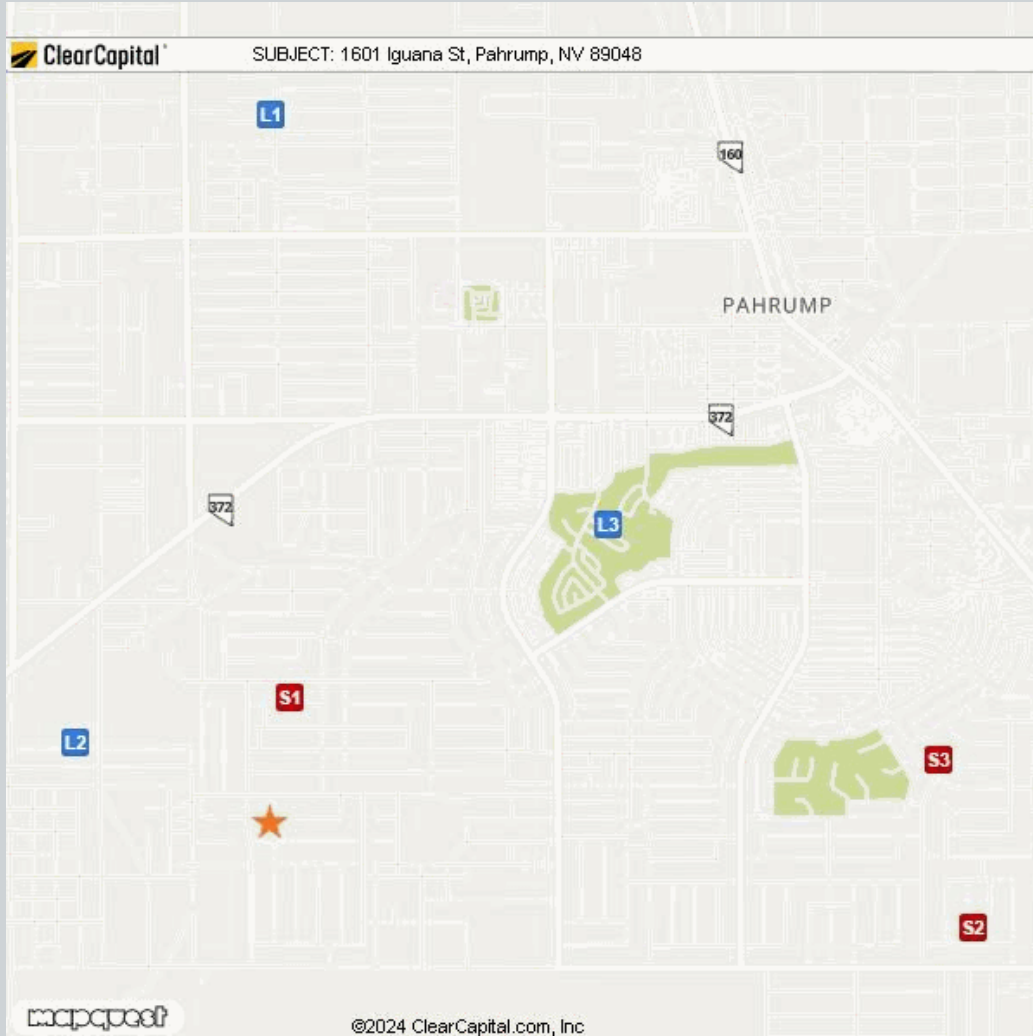 ClearCapital
SUBJECT: 1601 Iguana St, Pahrump, NV 89048
L1
160
PAHRUMP
372
372
L3
S1
L2
S3
S2
mapquest
©2024 ClearCapital.com, Inc